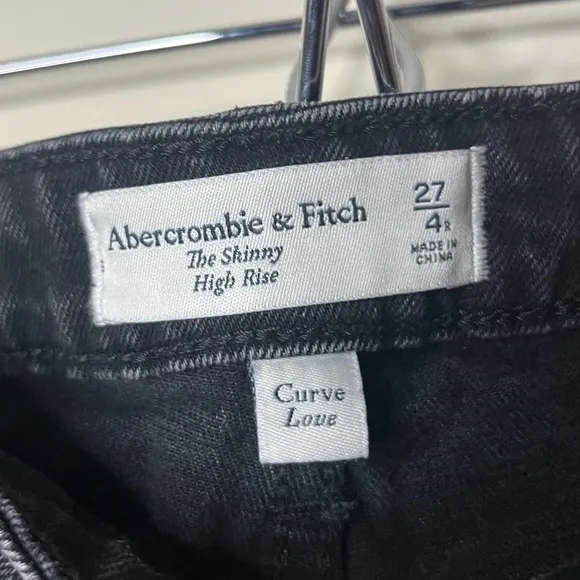 Abercrombie & Fitch
The Skinny
High Rise
27
4R
MADE IN
CHINA
Curve
Love